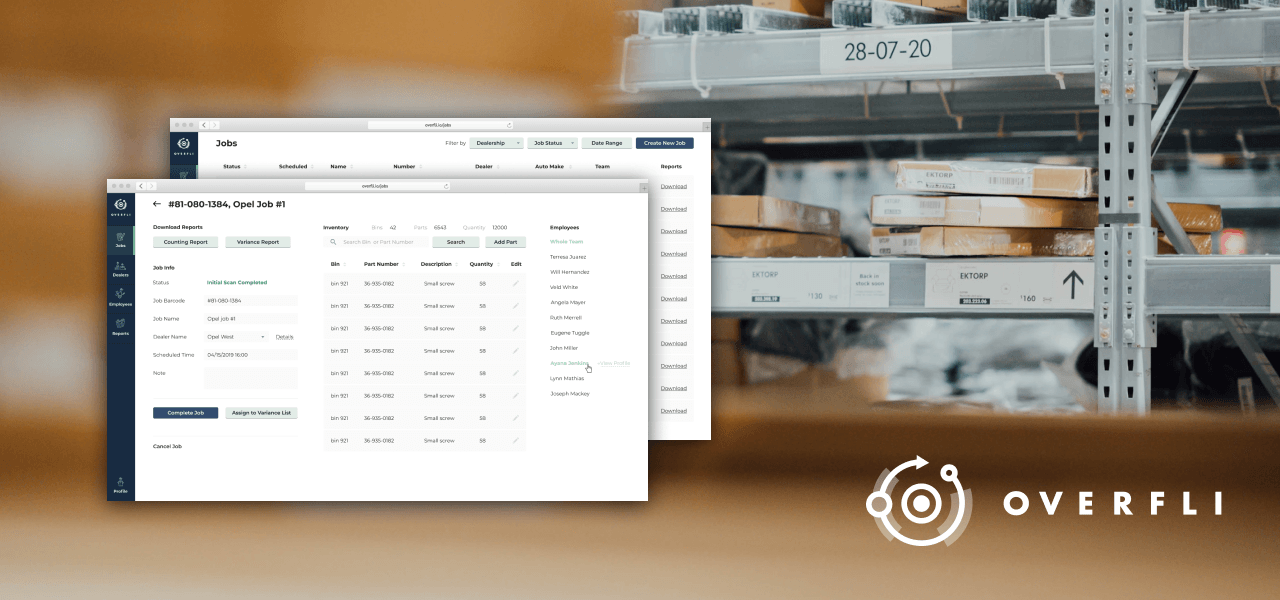 28-07-20
EKTORP
EKTORP
Back in
stock soon
130
EKTORP
160
overfli.io/jobs
OVERFLI
Jobs
Filter by Dealership Job Status Date Range Create New Job
Status Scheduled Name Number Dealer Auto Make Team Reports
Download
Download
Download
Download
Download
Download
Download
Download
Download
Download
Download
overfli.io/jobs
OVERFLI
Jobs
Dealers
Employees
Reports
Profile
#81-080-1384, Opel Job #1
Download Reports
Counting Report Variance Report
Job Info
Status Initial Scan Completed
Job Barcode #81-080-1384
Job Name Opel job #1
Dealer Name Opel West Details
Scheduled Time 04/15/2019 16:00
Note
Complete Job Assign to Variance List
Cancel Job
Inventory Bins 42 Parts 6543 Quantity 12000
Search Bin or Part Number Search Add Part
Bin Part Number Description Quantity Edit
bin 921 36-935-0182 Small screw 58
bin 921 36-935-0182 Small screw 58
bin 921 36-935-0182 Small screw 58
bin 921 36-935-0182 Small screw 58
bin 921 36-935-0182 Small screw 58
bin 921 36-935-0182 Small screw 58
bin 921 36-935-0182 Small screw 58
bin 921 36-935-0182 Small screw 58
Employees
Whole Team
Terresa Juarez
Will Hernandez
Veld White
Angela Mayer
Ruth Merrell
Eugene Tuggle
John Miller
Ayane Jenkins View Profile
Lynn Mathias
Joseph Mackey
OVERFLI